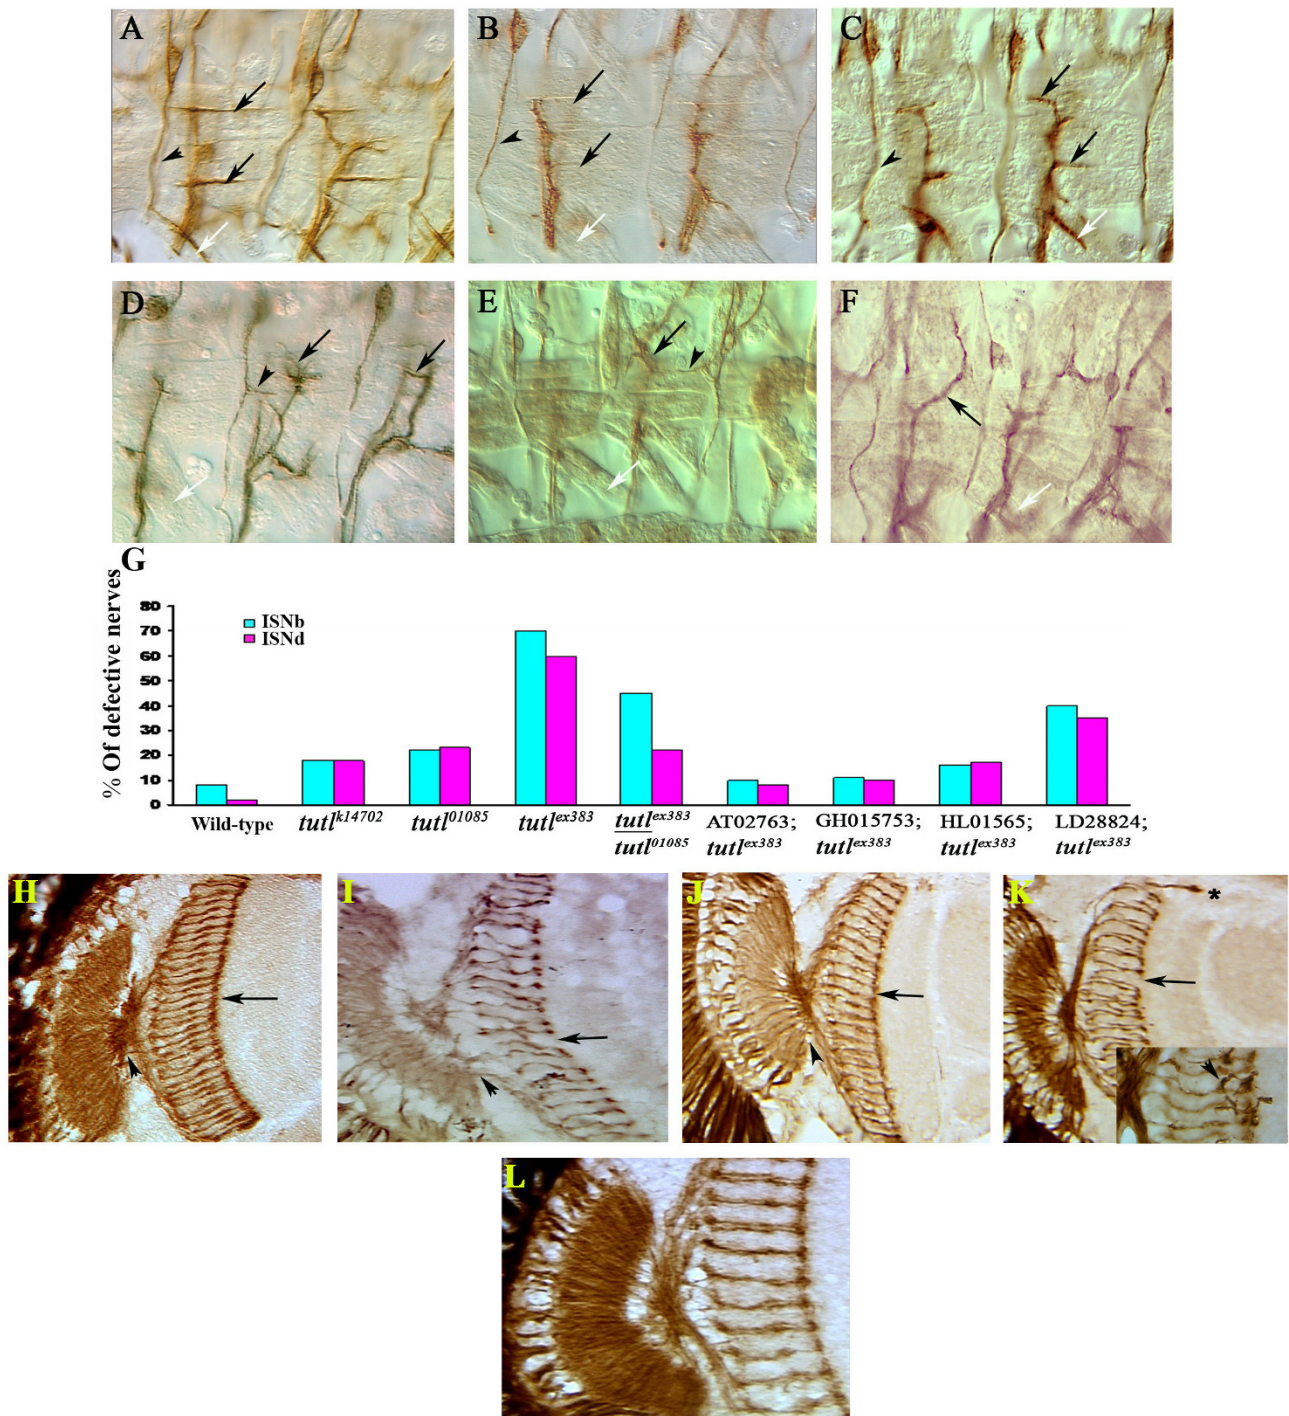 A
B
C
D
E
F
G
% Of defective nerves
80
70
60
50
40
30
20
10
0
ISNb
ISNd
Wild-type
tutl^k14702
tutl^01085
tutl^ex383
tutl^ex383
tutl^01085
AT02763;
tutl^ex383
GH015753;
tutl^ex383
HL01565;
tutl^ex383
LD28824;
tutl^ex383
H
I
J
K
*
L